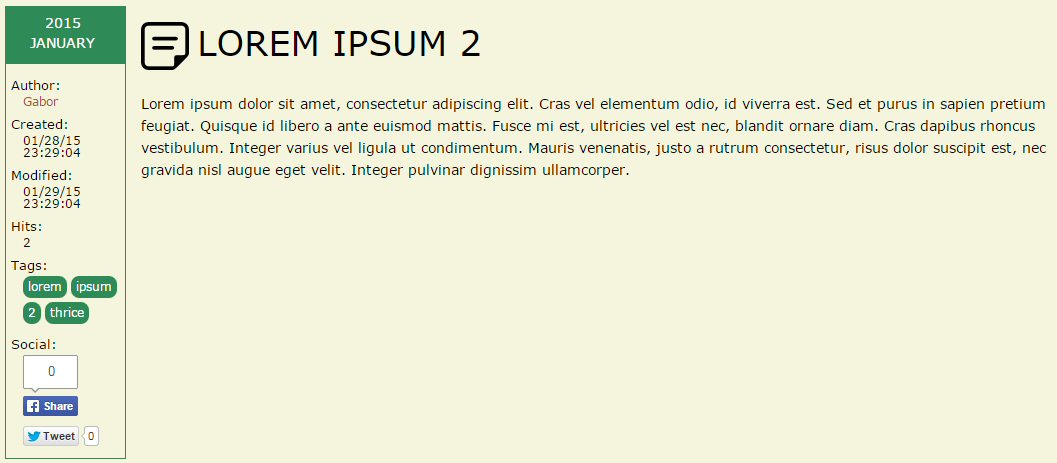 2015
JANUARY
Author:
Gabor
Created:
01/28/15
23:29:04
Modified:
01/29/15
23:29:04
Hits:
2
Tags:
lorem ipsum
2 thrice
Social:
0
Share
Tweet 0
LOREM IPSUM 2
Lorem ipsum dolor sit amet, consectetur adipiscing elit. Cras vel elementum odio, id viverra est. Sed et purus in sapien pretium
feugiat. Quisque id libero a ante euismod mattis. Fusce mi est, ultricies vel est nec, blandit ornare diam. Cras dapibus rhoncus
vestibulum. Integer varius vel ligula ut condimentum. Mauris venenatis, justo a rutrum consectetur, risus dolor suscipit est, nec
gravida nisl augue eget velit. Integer pulvinar dignissim ullamcorper.